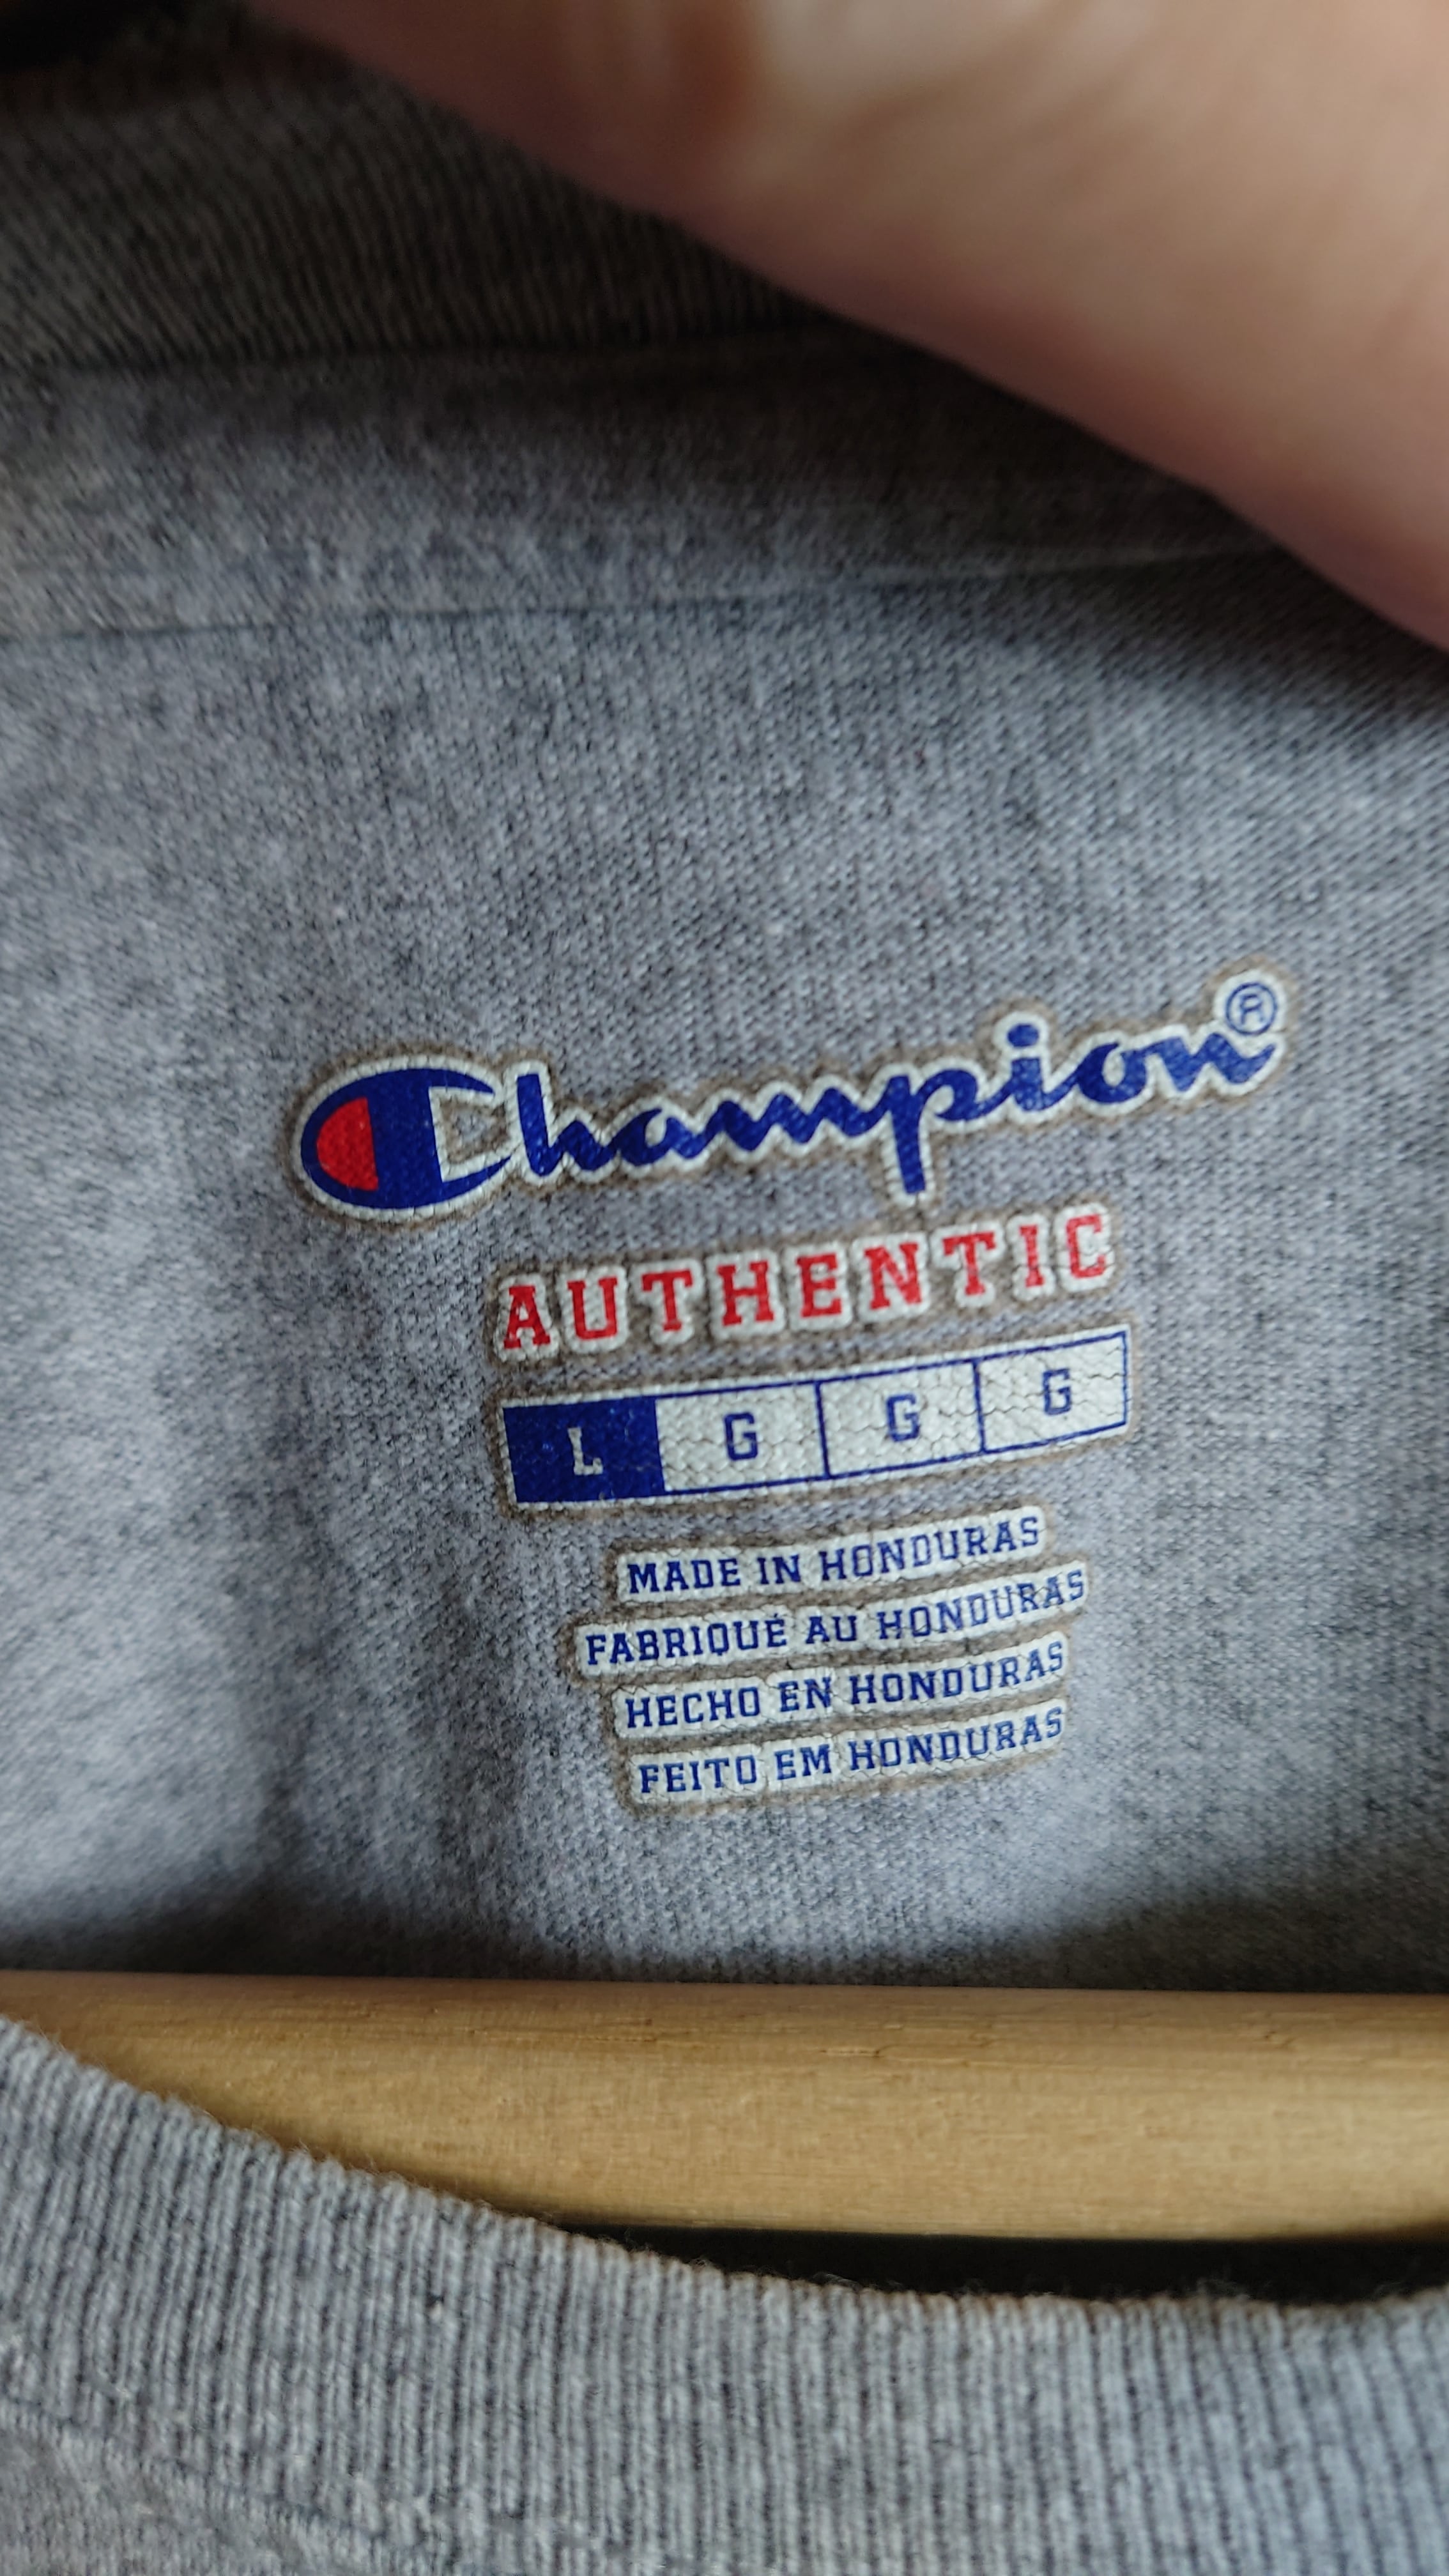 Champion®
AUTHENTIC
L G G G
MADE IN HONDURAS
FABRIQUÉ AU HONDURAS
HECHO EN HONDURAS
FEITO EM HONDURAS